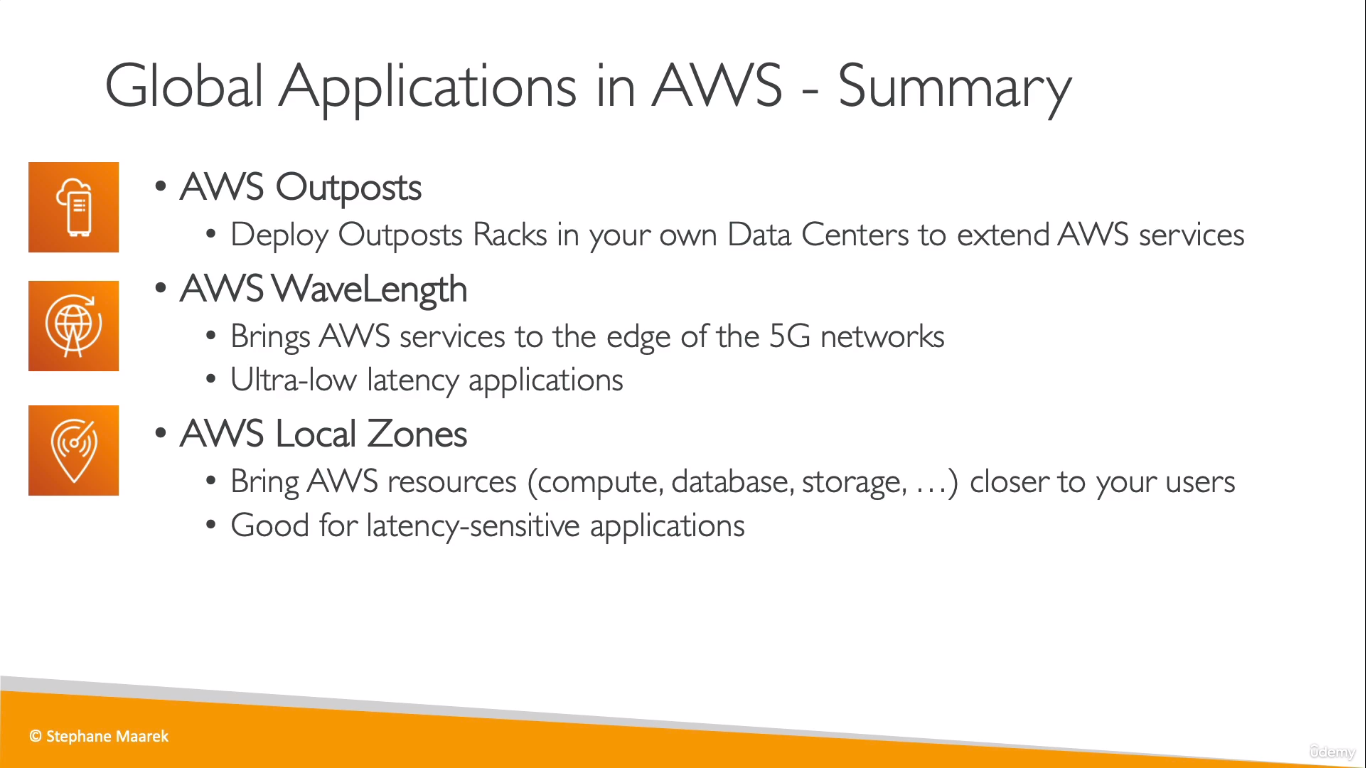 Global Applications in AWS - Summary
• AWS Outposts
• Deploy Outposts Racks in your own Data Centers to extend AWS services
• AWS WaveLength
• Brings AWS services to the edge of the 5G networks
• Ultra-low latency applications
• AWS Local Zones
• Bring AWS resources (compute, database, storage, …) closer to your users
• Good for latency-sensitive applications
© Stephane Maarek
ûdemy